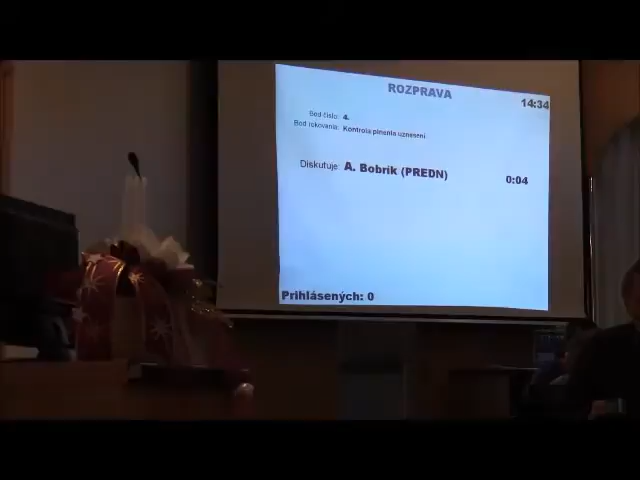 ROZPRAVA
14:34
Bod číslo: 4.
Bod rokovania: Kontrola plnenia uznesení
Diskutuje: A. Bobrík (PREDN) 0:04
Prihlásených: 0